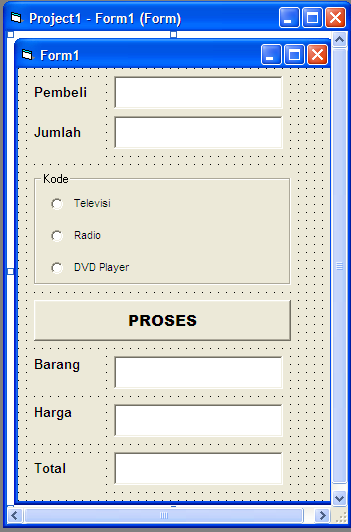 Project1 - Form1 (Form)
Form1
Pembeli
Jumlah
Kode
Televisi
Radio
DVD Player
PROSES
Barang
Harga
Total